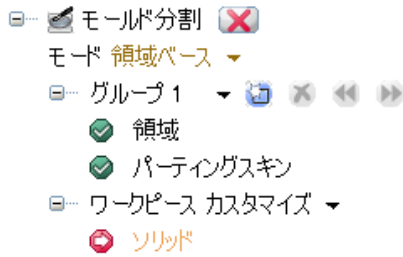 モールド分割
モード 領域ベース
グループ 1
領域
パーティングスキン
ワークピース カスタマイズ
ソリッド